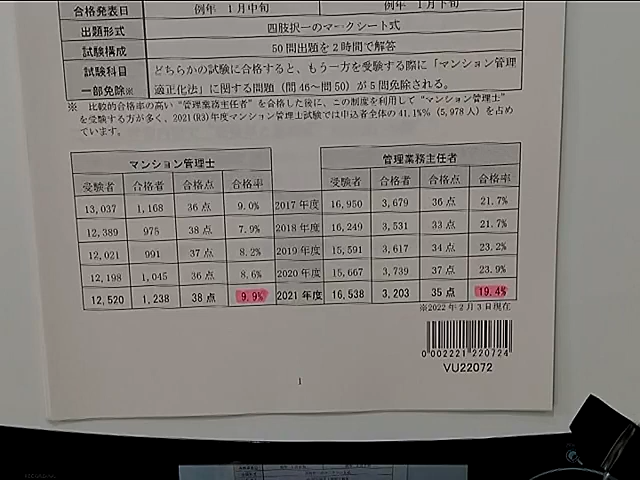 合格発表日 例年 1月中旬 例年 1月下旬
出題形式 四肢択一のマークシート式
試験構成 50問出題を2時間で解答
試験科目 どちらかの試験に合格すると、もう一方を受験する際に「マンション管理
一部免除※ 適正化法」に関する問題（問46～問50）が5問免除される。
※ 比較的合格率の高い“管理業務主任者”を合格した後に、この制度を利用して“マンション管理士”
を受験する方が多く、2021(R3)年度マンション管理士試験では申込者全体の41.1%%（5,978人）を占め
ています。
マンション管理士 管理業務主任者
受験者 合格者 合格点 合格率 受験者 合格者 合格点 合格率
13,037 1,168 36点 9.0% 2017年度 16,950 3,679 36点 21.7%
12,389 975 38点 7.9% 2018年度 16,249 3,531 33点 21.7%
12,021 991 37点 8.2% 2019年度 15,591 3,617 34点 23.2%
12,198 1,045 36点 8.6% 2020年度 15,667 3,739 37点 23.9%
12,520 1,238 38点 9.9% 2021年度 16,538 3,203 35点 19.4%
※2022年2月3日現在
0 002221 220724
VU22072
1